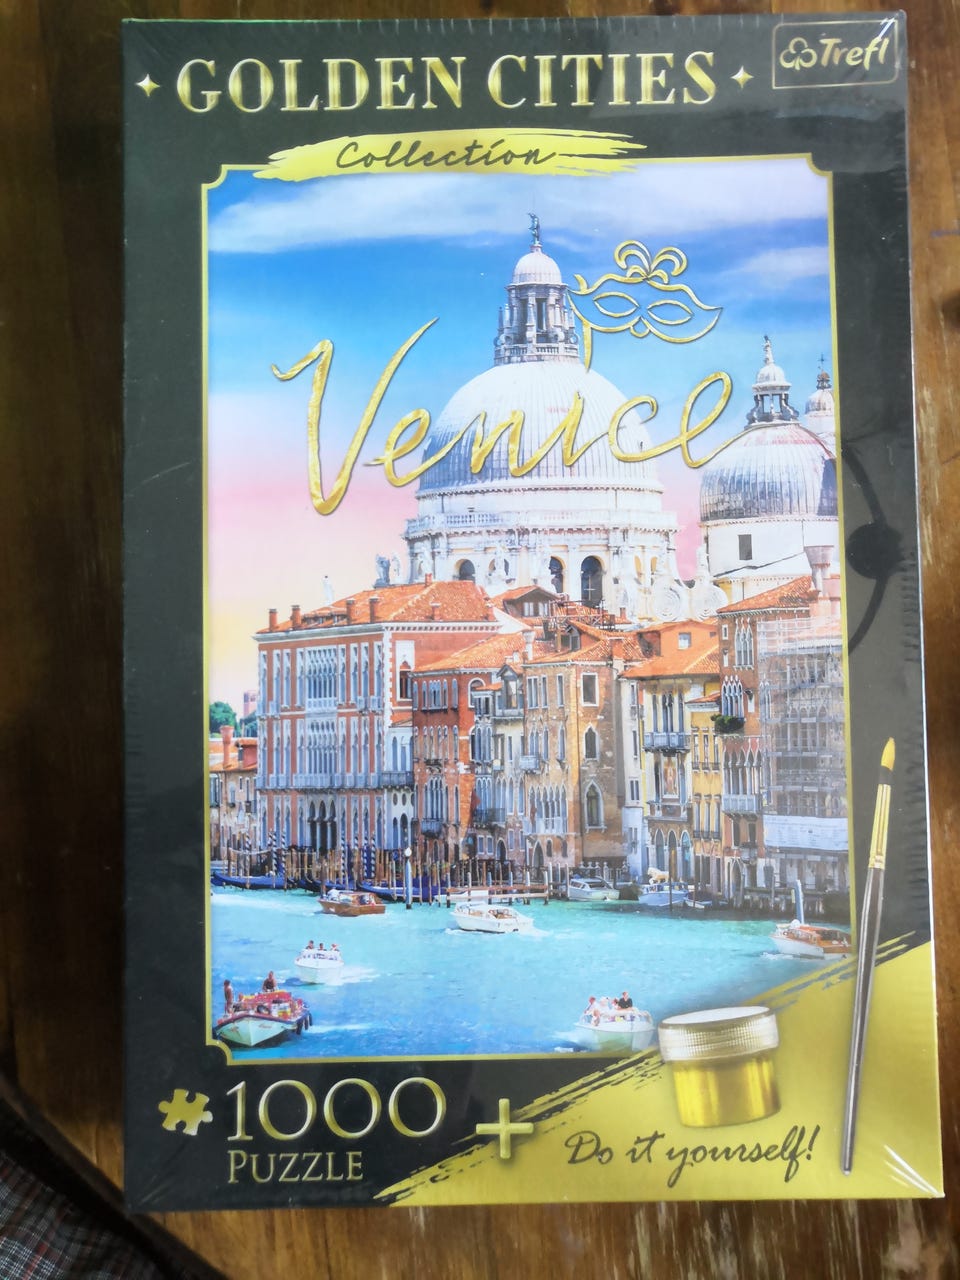 GOLDEN CITIES
Trefl
Collection
Venice
1000
PUZZLE
+
Do it yourself!